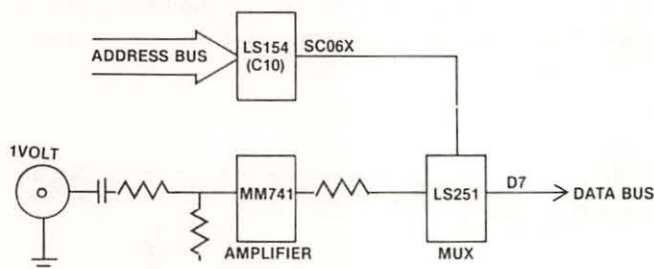 ADDRESS BUS
LS154
(C10)
SC06X
1VOLT
MM741
AMPLIFIER
LS251
MUX
D7
DATA BUS